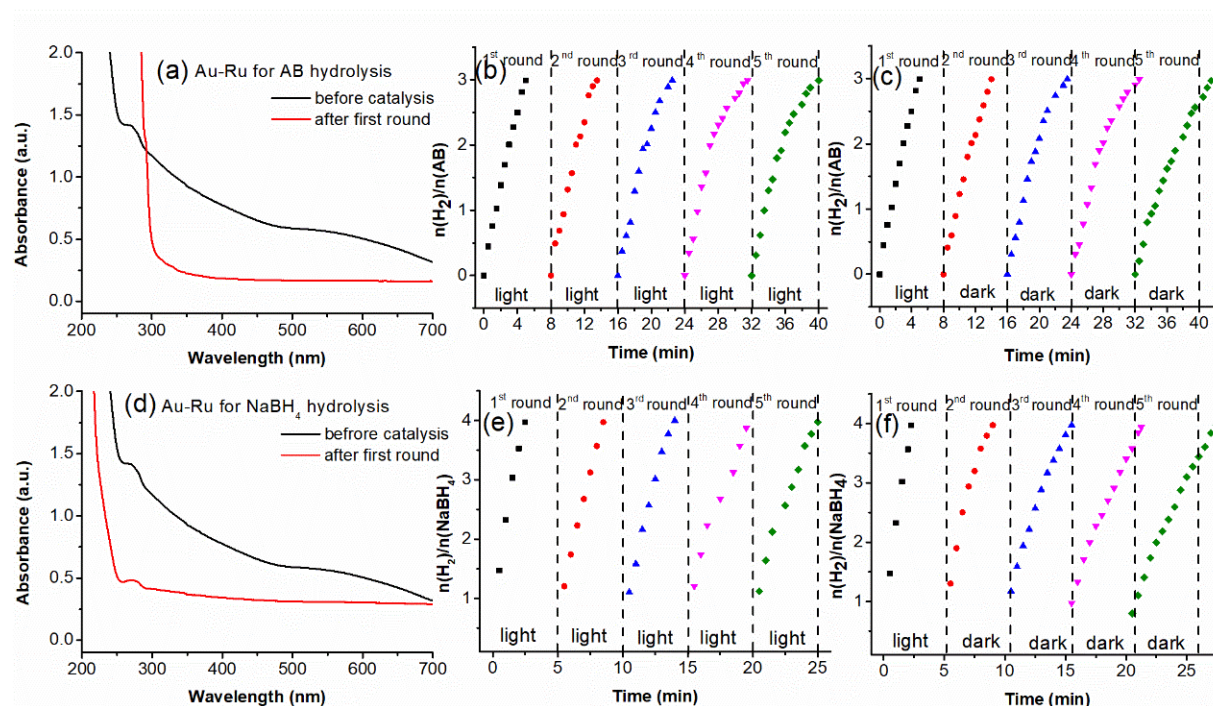 (a) Au-Ru for AB hydrolysis
before catalysis
after first round
Absorbance (a.u.)
2.0
1.5
1.0
0.5
0.0
200 300 400 500 600 700
Wavelength (nm)
(b)
1st round 2nd round 3rd round 4th round 5th round
n(H2)/n(AB)
3
2
1
0
light light light light light
0 4 8 12 16 20 24 28 32 36 40
Time (min)
(c)
1st round 2nd round 3rd round 4th round 5th round
n(H2)/n(AB)
3
2
1
0
light dark dark dark dark
0 4 8 12 16 20 24 28 32 36 40
Time (min)
(d) Au-Ru for NaBH4 hydrolysis
befrore catalysis
after first round
Absorbance (a.u.)
2.0
1.5
1.0
0.5
0.0
200 300 400 500 600 700
Wavelength (nm)
(e)
1st round 2nd round 3rd round 4th round 5th round
n(H2)/n(NaBH4)
4
3
2
1
light light light light light
0 5 10 15 20 25
Time (min)
(f)
1st round 2nd round 3rd round 4th round 5th round
n(H2)/n(NaBH4)
4
3
2
1
light dark dark dark dark
0 5 10 15 20 25
Time (min)